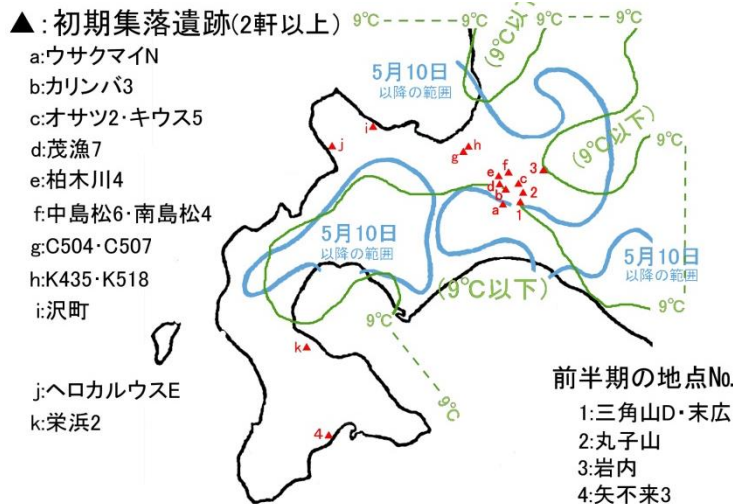 ▲:初期集落遺跡(2軒以上)
a:ウサクマイN
b:カリンバ3
c:オサツ2・キウス5
d:茂漁7
e:柏木川4
f:中島松6・南島松4
g:C504・C507
h:K435・K518
i:沢町
j:ヘロカルウスE
k:栄浜2
9℃
9℃
(9℃以下)
9℃
5月10日
以降の範囲
(9℃以下)
9℃
i
j
h
g
f
3
e
c
d
b
2
a
1
5月10日
以降の範囲
5月10日
以降の範囲
(9℃以下)
9℃
9℃
k
9℃
4
前半期の地点No.
1:三角山D・末広
2:丸子山
3:岩内
4:矢不来3